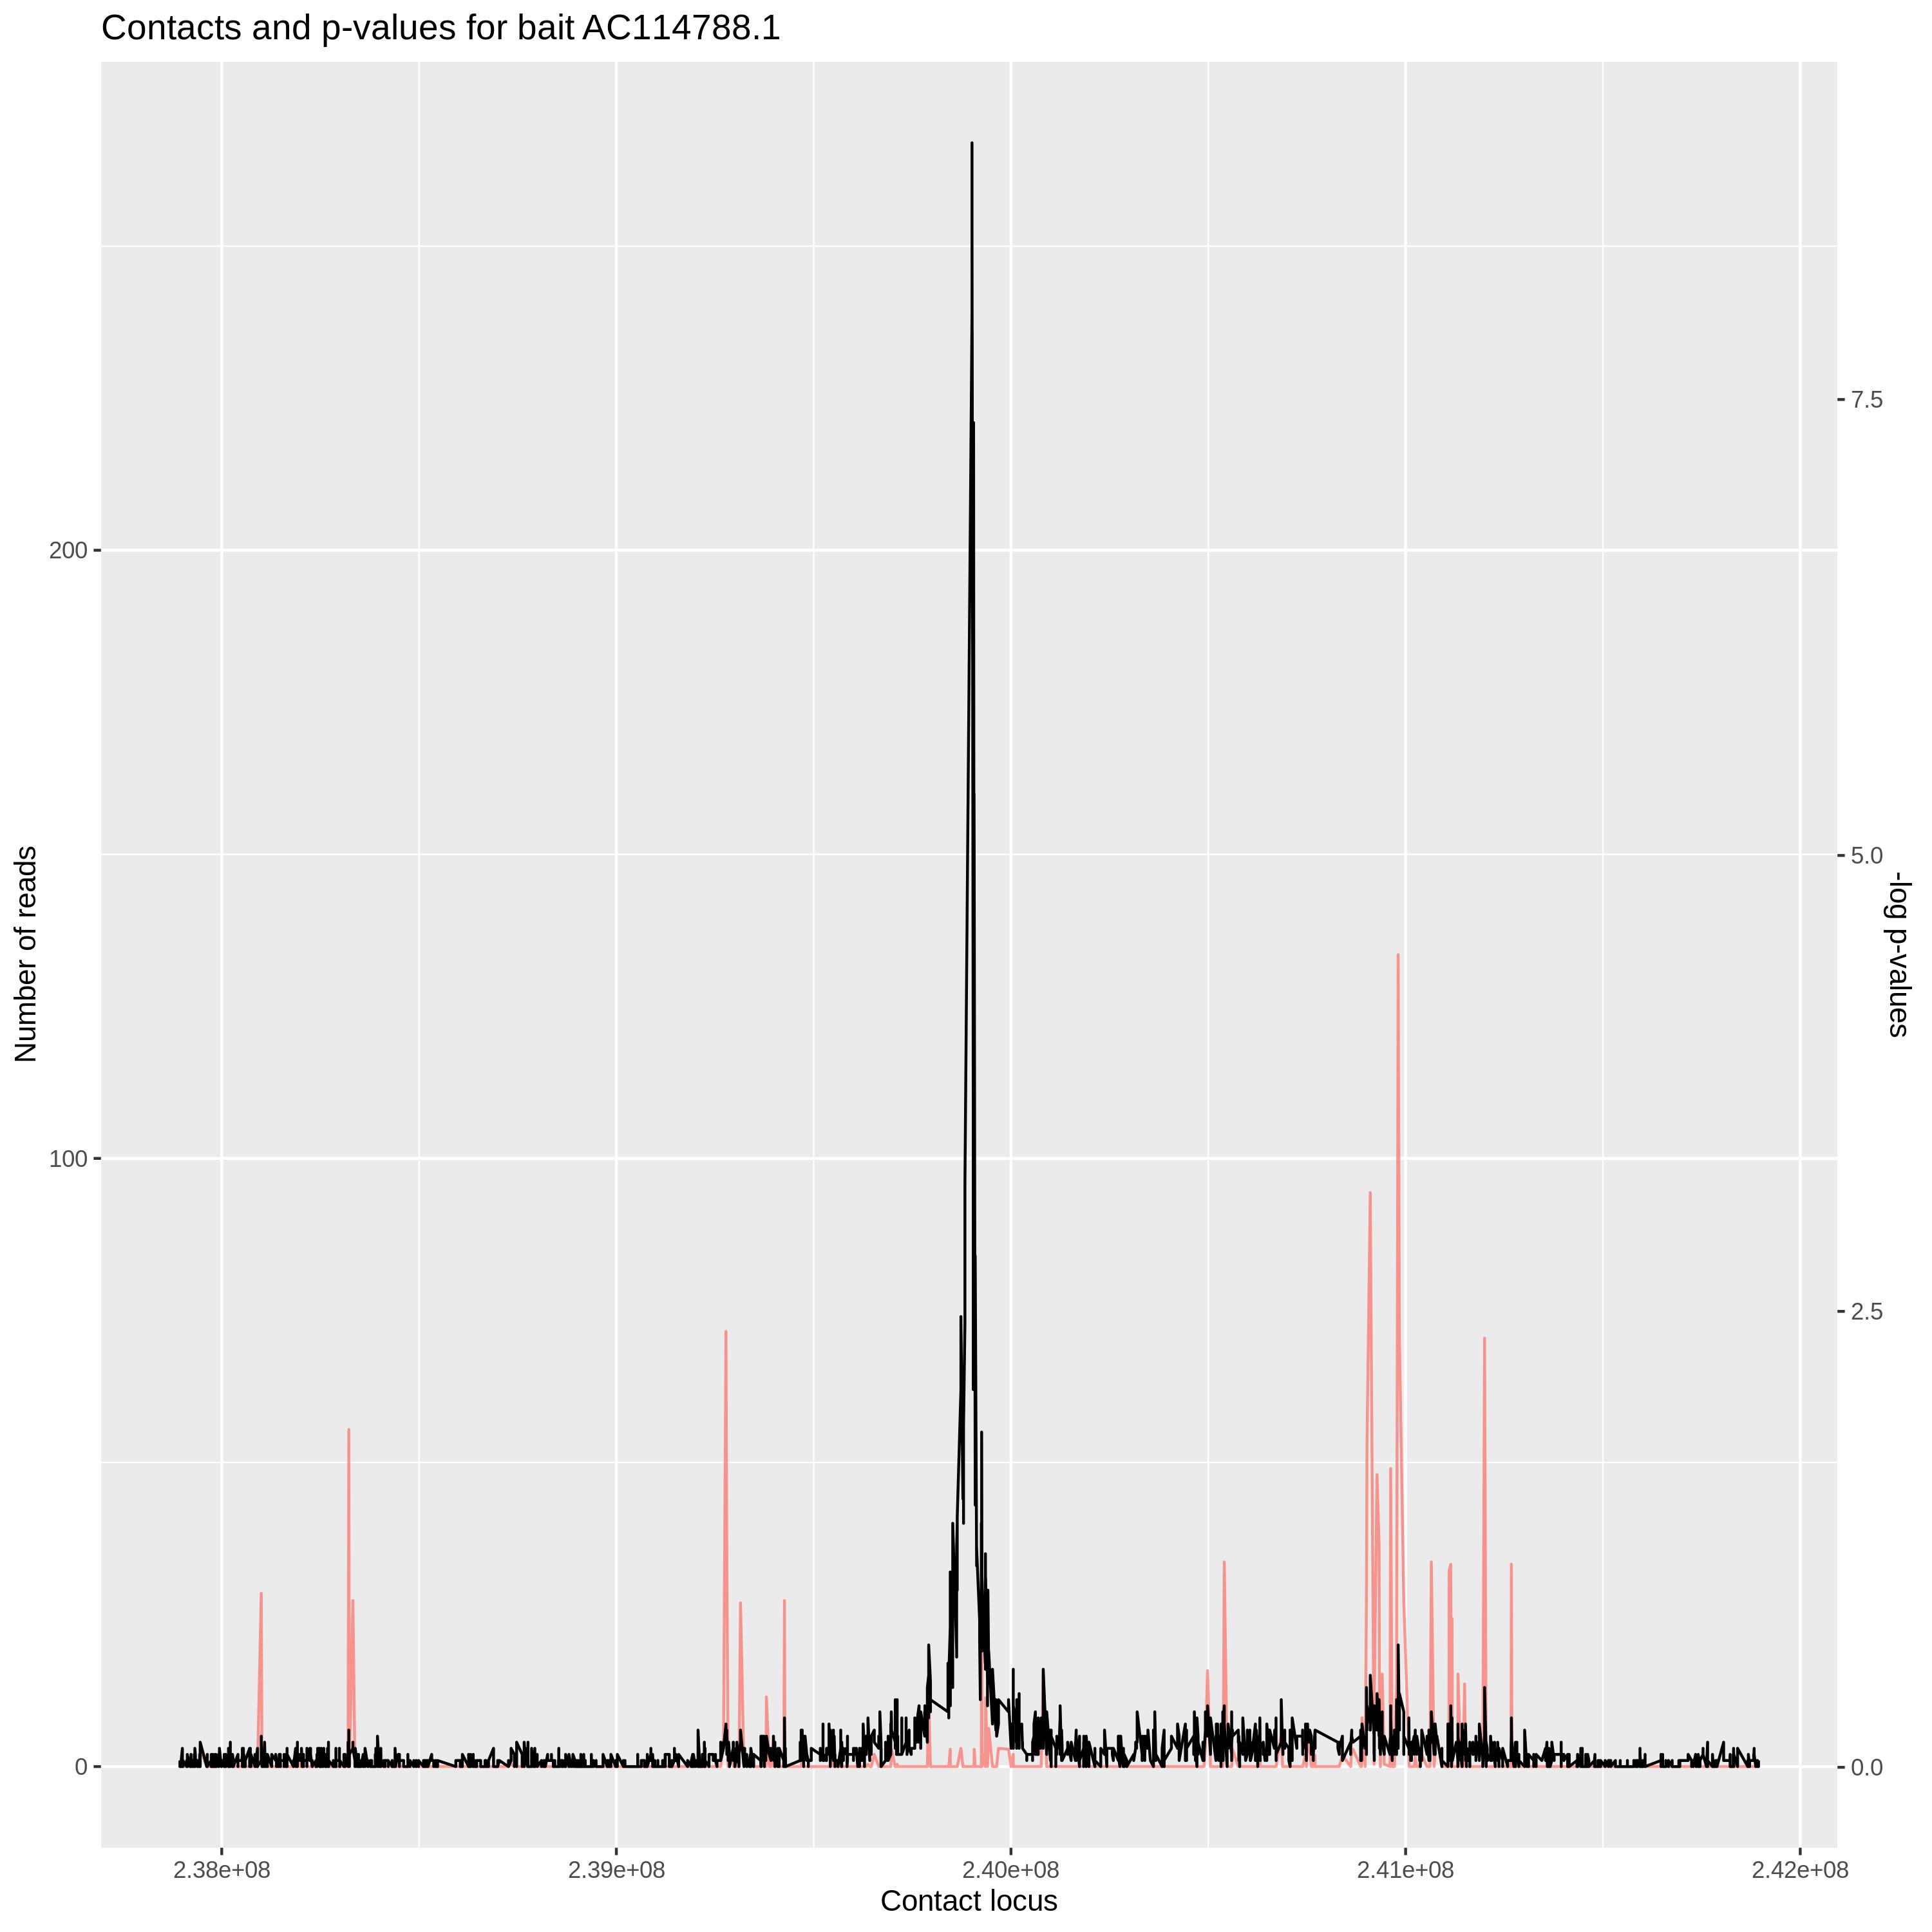 Contacts and p-values for bait AC114788.1
Number of reads
200
100
0
7.5
5.0
2.5
0.0
-log p-values
2.38e+08
2.39e+08
2.40e+08
2.41e+08
2.42e+08
Contact locus